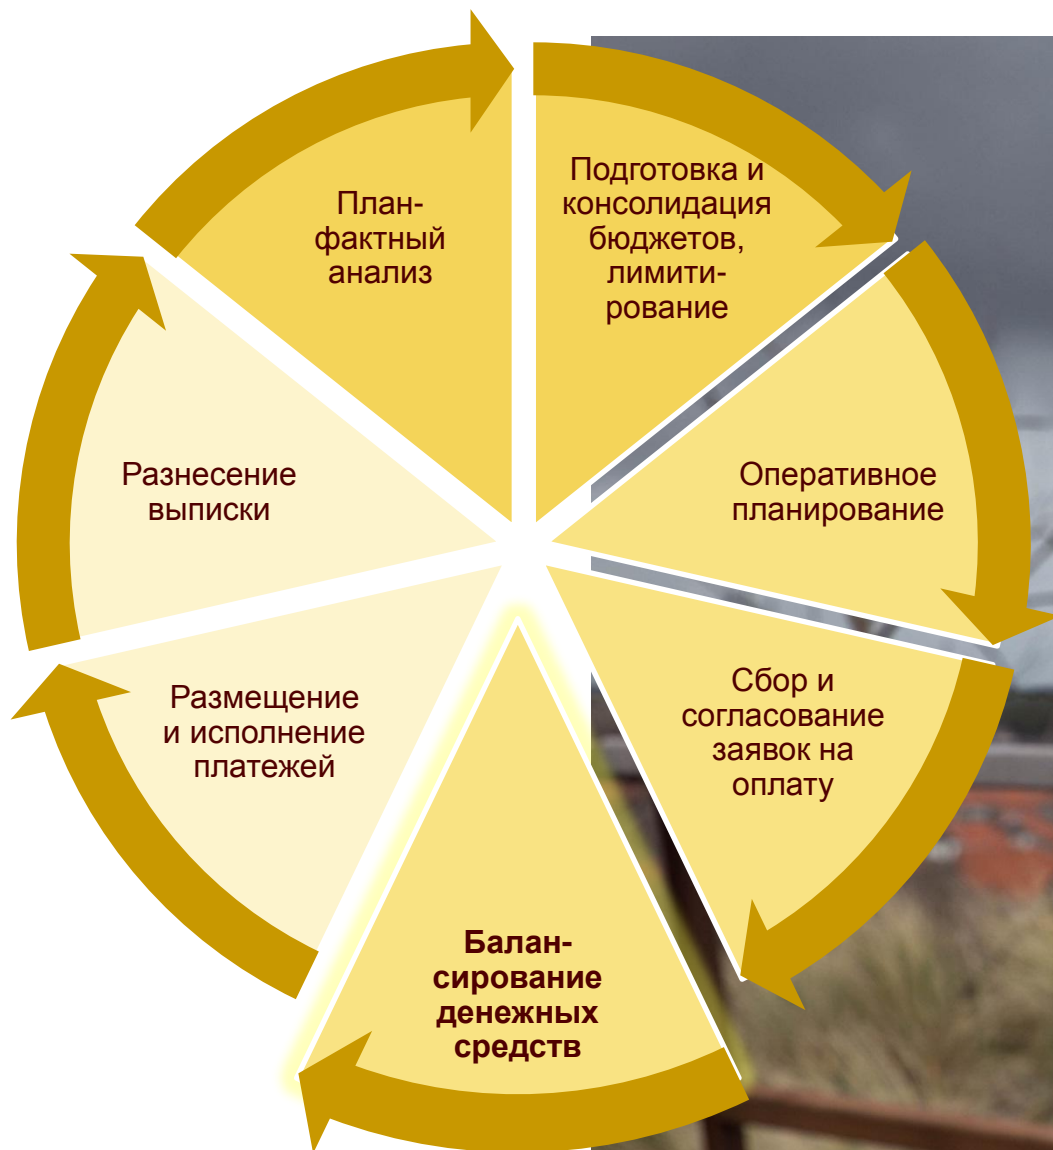 Подготовка и
консолидация
бюджетов,
лимити-
рование
Оперативное
планирование
Сбор и
согласование
заявок на
оплату
Балан-
сирование
денежных
средств
Размещение
и исполнение
платежей
Разнесение
выписки
План-
фактный
анализ